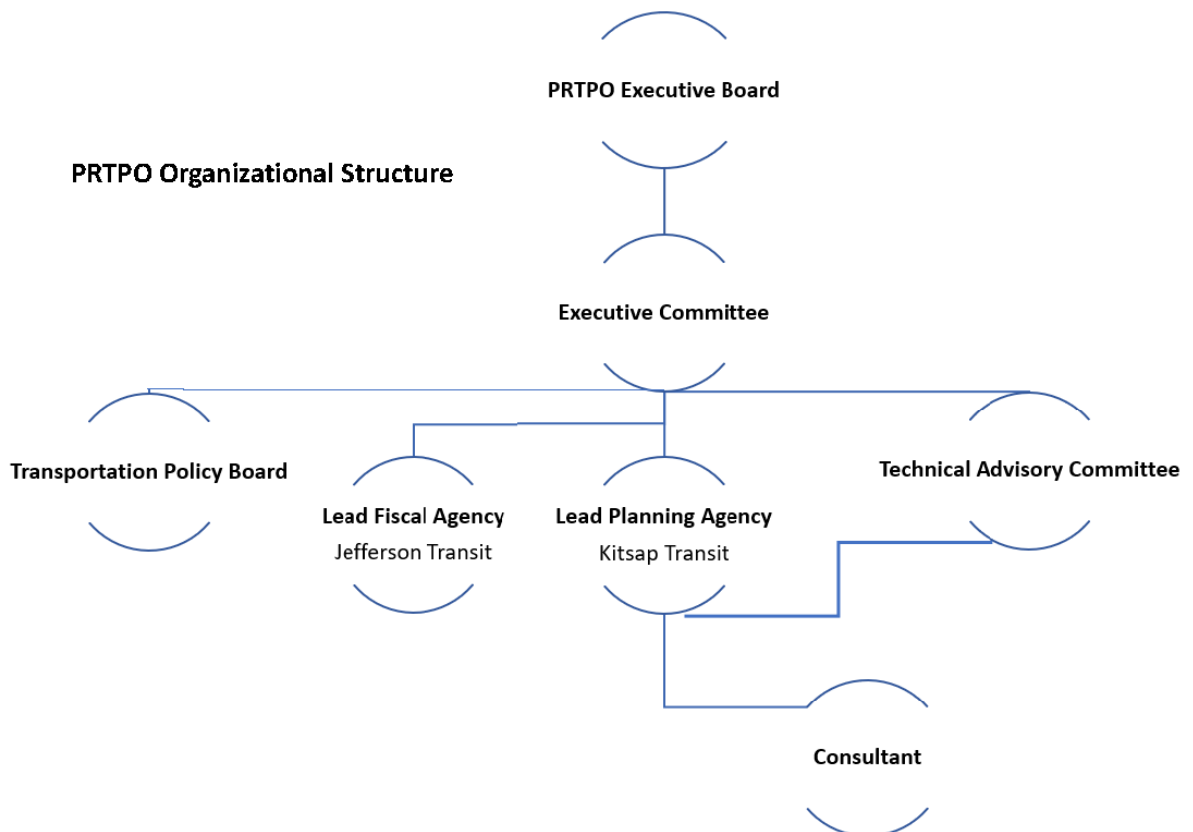 PRTPO Executive Board
PRTPO Organizational Structure
Executive Committee
Transportation Policy Board
Technical Advisory Committee
Lead Fiscal Agency
Jefferson Transit
Lead Planning Agency
Kitsap Transit
Consultant